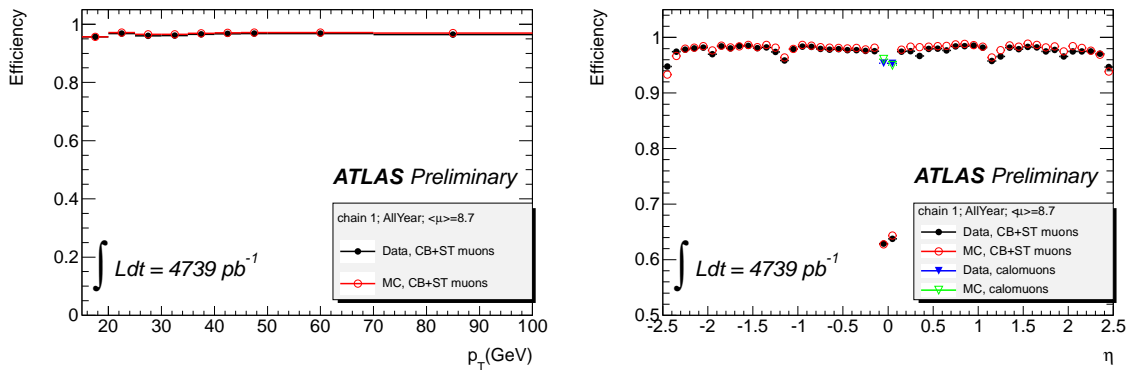 Efficiency
1
0.8
0.6
0.4
0.2
0
ATLAS Preliminary
chain 1; AllYear; <μ>=8.7
Data, CB+ST muons
MC, CB+ST muons
∫ Ldt = 4739 pb⁻¹
20 30 40 50 60 70 80 90 100
p_T(GeV)
Efficiency
1
0.9
0.8
0.7
0.6
0.5
ATLAS Preliminary
chain 1; AllYear; <μ>=8.7
Data, CB+ST muons
MC, CB+ST muons
Data, calomuons
MC, calomuons
∫ Ldt = 4739 pb⁻¹
-2.5 -2 -1.5 -1 -0.5 0 0.5 1 1.5 2 2.5
η